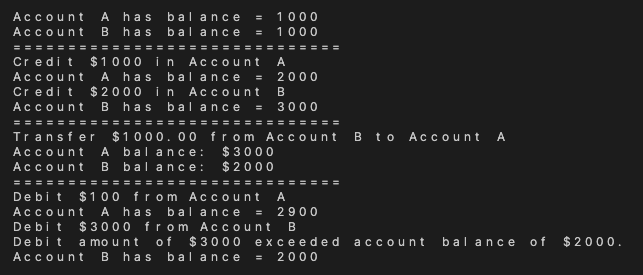 Account A has balance = 1000
Account B has balance = 1000
==============================
Credit $1000 in Account A
Account A has balance = 2000
Credit $2000 in Account B
Account B has balance = 3000
==============================
Transfer $1000.00 from Account B to Account A
Account A balance: $3000
Account B balance: $2000
==============================
Debit $100 from Account A
Account A has balance = 2900
Debit $3000 from Account B
Debit amount of $3000 exceeded account balance of $2000.
Account B has balance = 2000